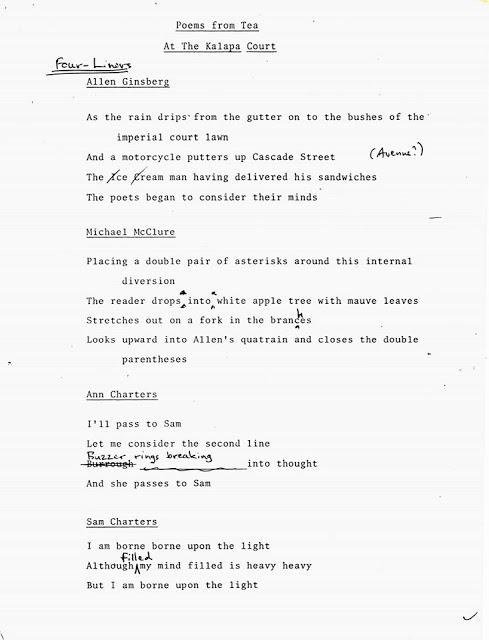 Poems from Tea
At The Kalapa Court
Four-Liners
Allen Ginsberg
As the rain drips from the gutter on to the bushes of the
imperial court lawn
And a motorcycle putters up Cascade Street (Avenue?)
The Ice Cream man having delivered his sandwiches
The poets began to consider their minds
Michael McClure
Placing a double pair of asterisks around this internal
diversion
The reader drops into white apple tree with mauve leaves
Stretches out on a fork in the branches
Looks upward into Allen's quatrain and closes the double
parentheses
Ann Charters
I'll pass to Sam
Let me consider the second line
Buzzer rings breaking
Burrough ____________ into thought
And she passes to Sam
Sam Charters
I am borne borne upon the light
filled
Although my mind filled is heavy heavy
But I am borne upon the light